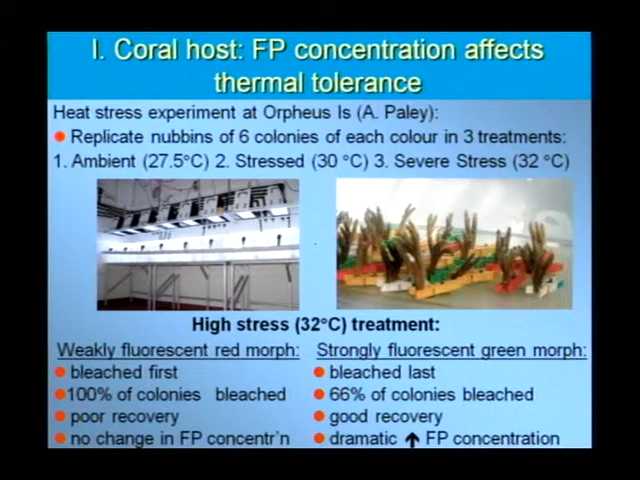 I. Coral host: FP concentration affects
thermal tolerance
Heat stress experiment at Orpheus Is (A. Paley):
● Replicate nubbins of 6 colonies of each colour in 3 treatments:
1. Ambient (27.5°C) 2. Stressed (30 °C) 3. Severe Stress (32 °C)
High stress (32°C) treatment:
Weakly fluorescent red morph:
● bleached first
●100% of colonies bleached
● poor recovery
● no change in FP concentr'n
Strongly fluorescent green morph:
● bleached last
● 66% of colonies bleached
● good recovery
● dramatic ↑ FP concentration